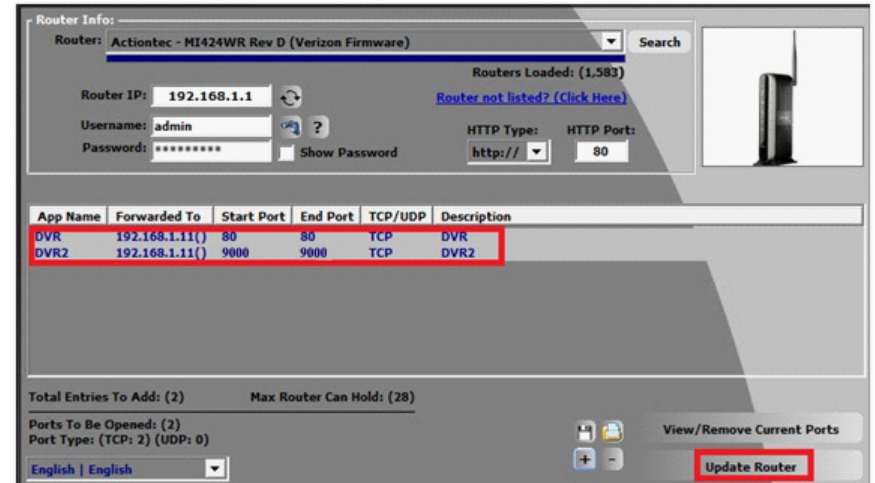 Router Info:
Router: Actiontec - MI424WR Rev D (Verizon Firmware) Search
Routers Loaded: (1,583)
Router IP: 192.168.1.1 Router not listed? (Click Here)
Username: admin ? HTTP Type: HTTP Port:
Password: ********* Show Password http:// 80
App Name Forwarded To Start Port End Port TCP/UDP Description
DVR 192.168.1.11() 80 80 TCP DVR
DVR2 192.168.1.11() 9000 9000 TCP DVR2
Total Entries To Add: (2) Max Router Can Hold: (28)
Ports To Be Opened: (2)
Port Type: (TCP: 2) (UDP: 0)
View/Remove Current Ports
English | English + - Update Router